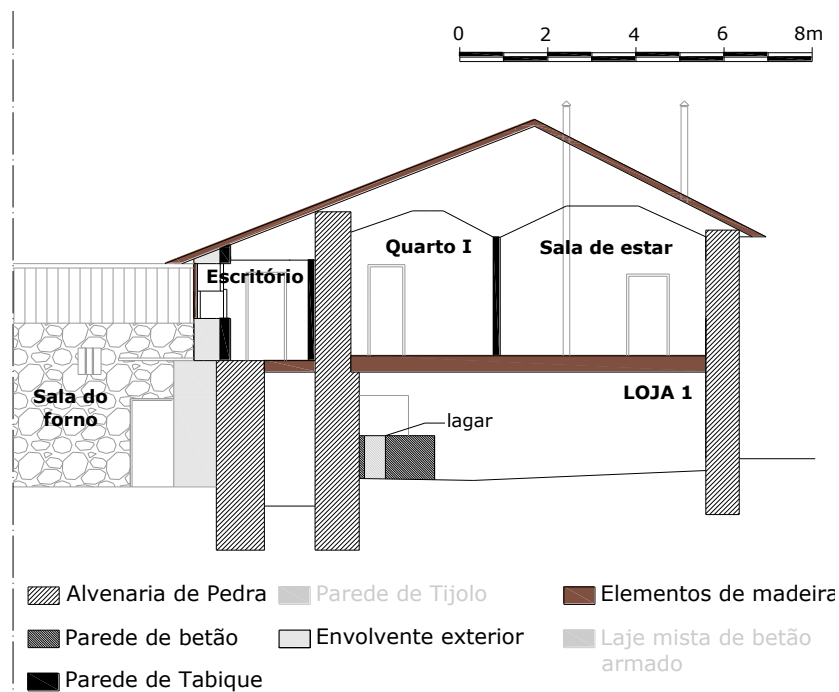 0 2 4 6 8m
Quarto I
Sala de estar
Escritório
Sala do
forno
LOJA 1
lagar
Alvenaria de Pedra
Parede de Tijolo
Elementos de madeira
Parede de betão
Envolvente exterior
Laje mista de betão
armado
Parede de Tabique